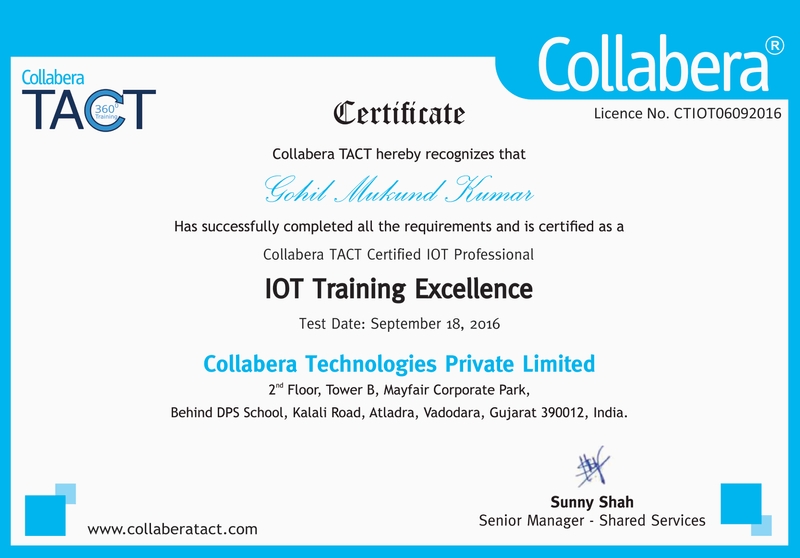 Collabera®
Collabera
TACT
360°
Training
Licence No. CTIOT06092016
Certificate
Collabera TACT hereby recognizes that
Gohil Mukund Kumar
Has successfully completed all the requirements and is certified as a
Collabera TACT Certified IOT Professional
IOT Training Excellence
Test Date: September 18, 2016
Collabera Technologies Private Limited
2nd Floor, Tower B, Mayfair Corporate Park,
Behind DPS School, Kalali Road, Atladra, Vadodara, Gujarat 390012, India.
Sunny Shah
Senior Manager - Shared Services
www.collaberatact.com